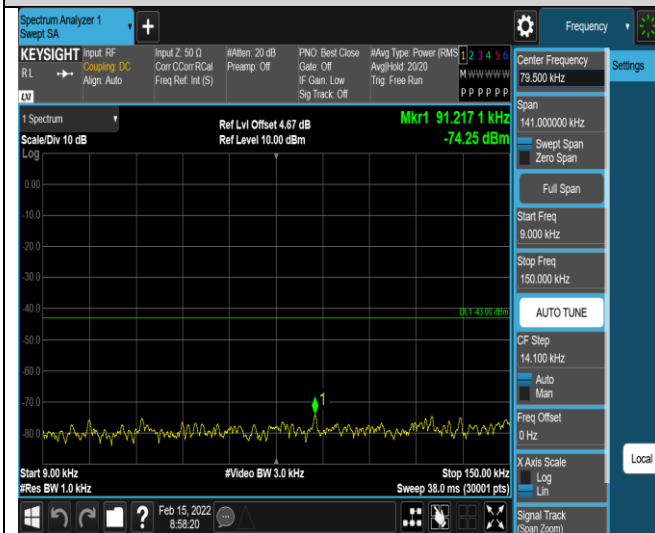 Spectrum Analyzer 1
Swept SA
Frequency
KEYSIGHT
RL
LXI
Input: RF
Coupling: DC
Align: Auto
Input Z: 50 Ω
Corr CCorr RCal
Freq Ref: Int (S)
#Atten: 20 dB
Preamp: Off
PNO: Best Close
Gate: Off
IF Gain: Low
Sig Track: Off
#Avg Type: Power (RMS
Avg|Hold: 20/20
Trig: Free Run
1 2 3 4 5 6
M W W W W W
P P P P P P
1 Spectrum
Scale/Div 10 dB
Log
Ref Lvl Offset 4.67 dB
Ref Level 10.00 dBm
Mkr1 91.217 1 kHz
-74.25 dBm
0.00
-10.0
-20.0
-30.0
-40.0
-50.0
-60.0
-70.0
-80.0
DL1 -43.00 dBm
1
Start 9.00 kHz
#Res BW 1.0 kHz
#Video BW 3.0 kHz
Stop 150.00 kHz
Sweep 38.0 ms (30001 pts)
Center Frequency
79.500 kHz
Settings
Span
141.000000 kHz
Swept Span
Zero Span
Full Span
Start Freq
9.000 kHz
Stop Freq
150.000 kHz
AUTO TUNE
CF Step
14.100 kHz
Auto
Man
Freq Offset
0 Hz
X Axis Scale
Log
Lin
Local
Signal Track
(Span Zoom)
?
Feb 15, 2022
8:58:20